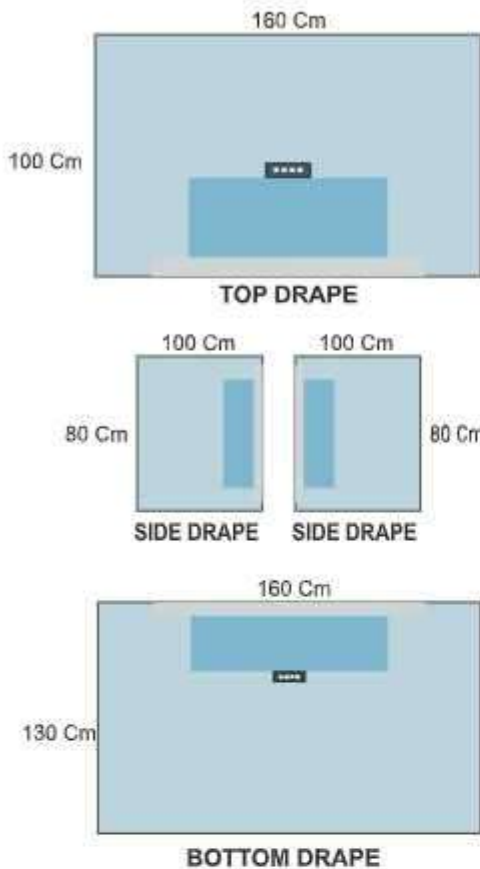 160 Cm
100 Cm
TOP DRAPE
100 Cm 100 Cm
80 Cm 80 Cm
SIDE DRAPE SIDE DRAPE
160 Cm
130 Cm
BOTTOM DRAPE